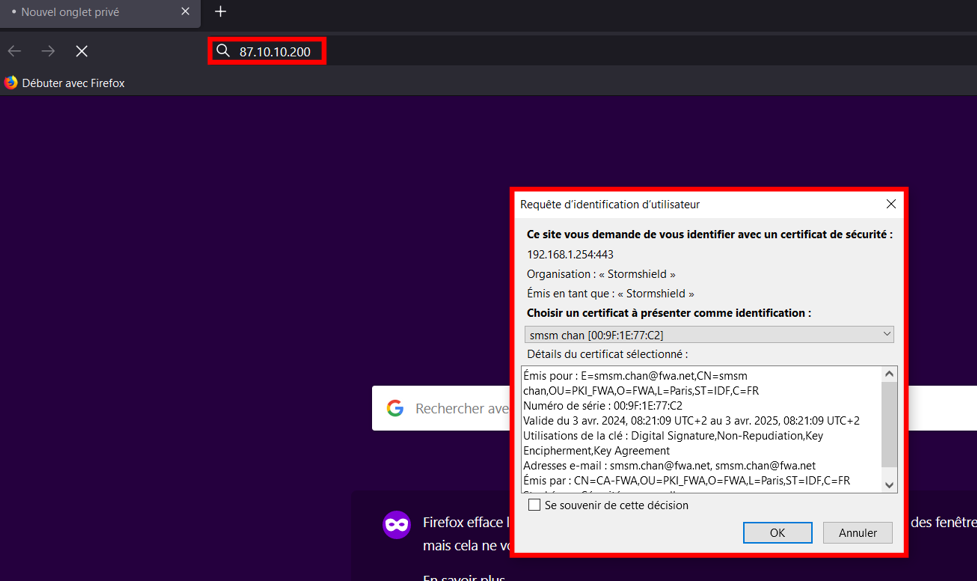 • Nouvel onglet privé
87.10.10.200
Débuter avec Firefox
Requête d'identification d'utilisateur
Ce site vous demande de vous identifier avec un certificat de sécurité :
192.168.1.254:443
Organisation : « Stormshield »
Émis en tant que : « Stormshield »
Choisir un certificat à présenter comme identification :
smsm chan [00:9F:1E:77:C2]
Détails du certificat sélectionné :
Émis pour : E=smsm.chan@fwa.net,CN=smsm
chan,OU=PKI_FWA,O=FWA,L=Paris,ST=IDF,C=FR
Numéro de série : 00:9F:1E:77:C2
Valide du 3 avr. 2024, 08:21:09 UTC+2 au 3 avr. 2025, 08:21:09 UTC+2
Utilisations de la clé : Digital Signature,Non-Repudiation,Key
Encipherment,Key Agreement
Adresses e-mail : smsm.chan@fwa.net, smsm.chan@fwa.net
Émis par : CN=CA-FWA,OU=PKI_FWA,O=FWA,L=Paris,ST=IDF,C=FR
Se souvenir de cette décision
OK Annuler
G Rechercher ave
Firefox efface des fenêtre
mais cela ne
En savoir plus